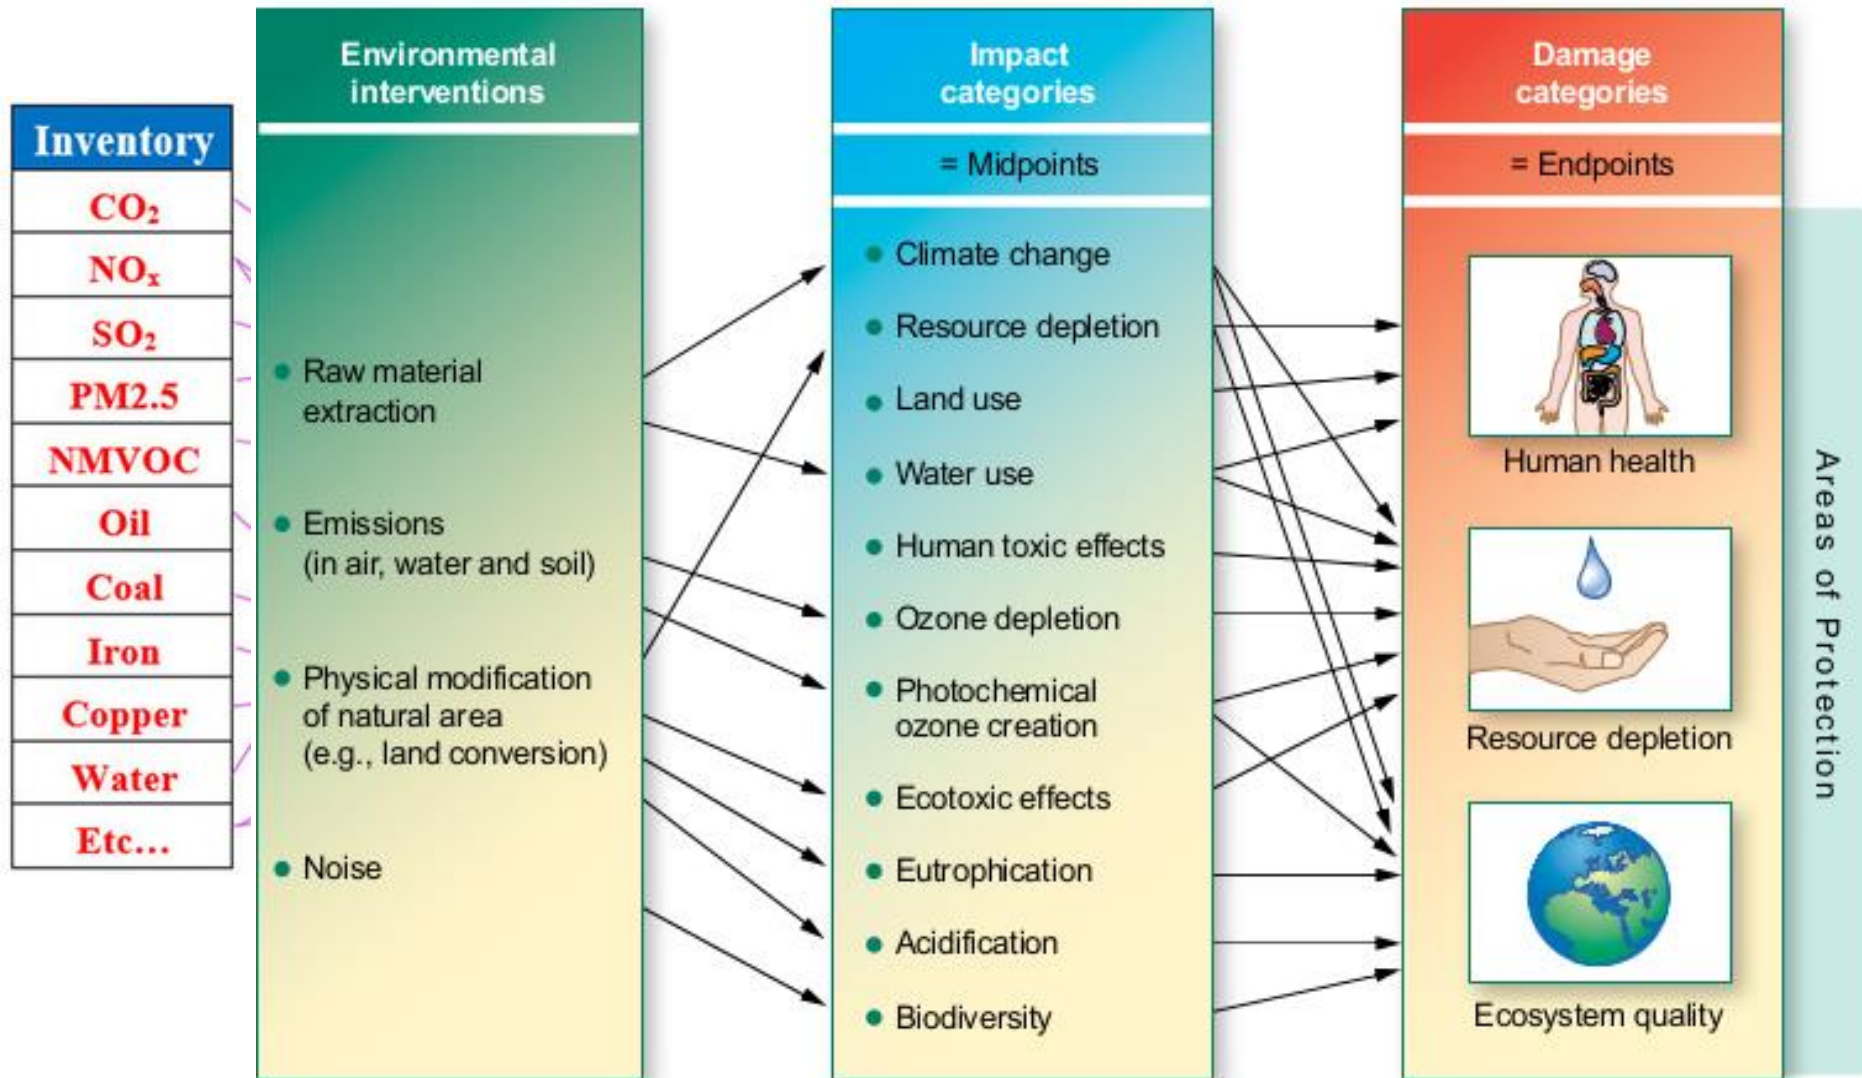 Inventory
CO₂
NOₓ
SO₂
PM2.5
NMVOC
Oil
Coal
Iron
Copper
Water
Etc...
Environmental
interventions
Raw material
extraction
Emissions
(in air, water and soil)
Physical modification
of natural area
(e.g., land conversion)
Noise
Impact
categories
= Midpoints
Climate change
Resource depletion
Land use
Water use
Human toxic effects
Ozone depletion
Photochemical
ozone creation
Ecotoxic effects
Eutrophication
Acidification
Biodiversity
Damage
categories
= Endpoints
Human health
Resource depletion
Ecosystem quality
Areas of Protection